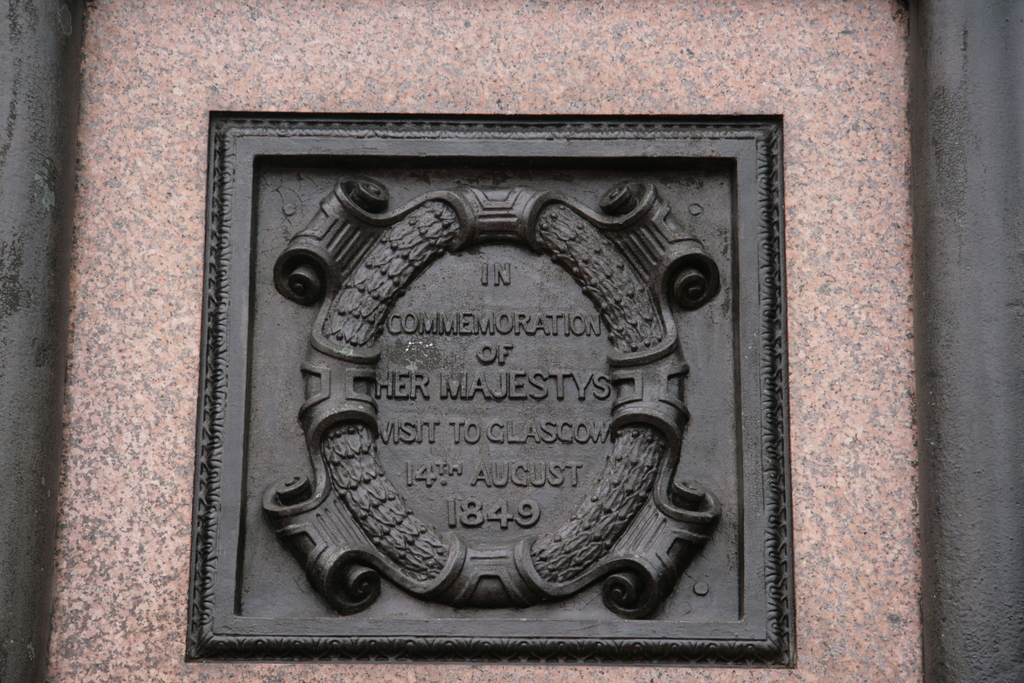 IN
COMMEMORATION
OF
HER MAJESTYS
VISIT TO GLASGOW
14TH AUGUST
1849